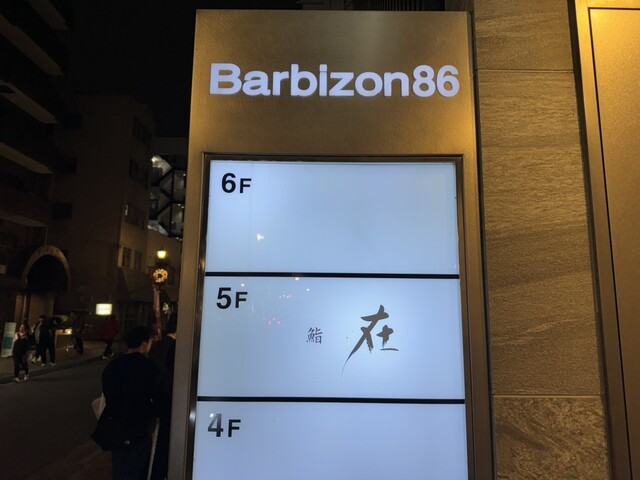 Barbizon86
6F
5F
鮨 在
4F